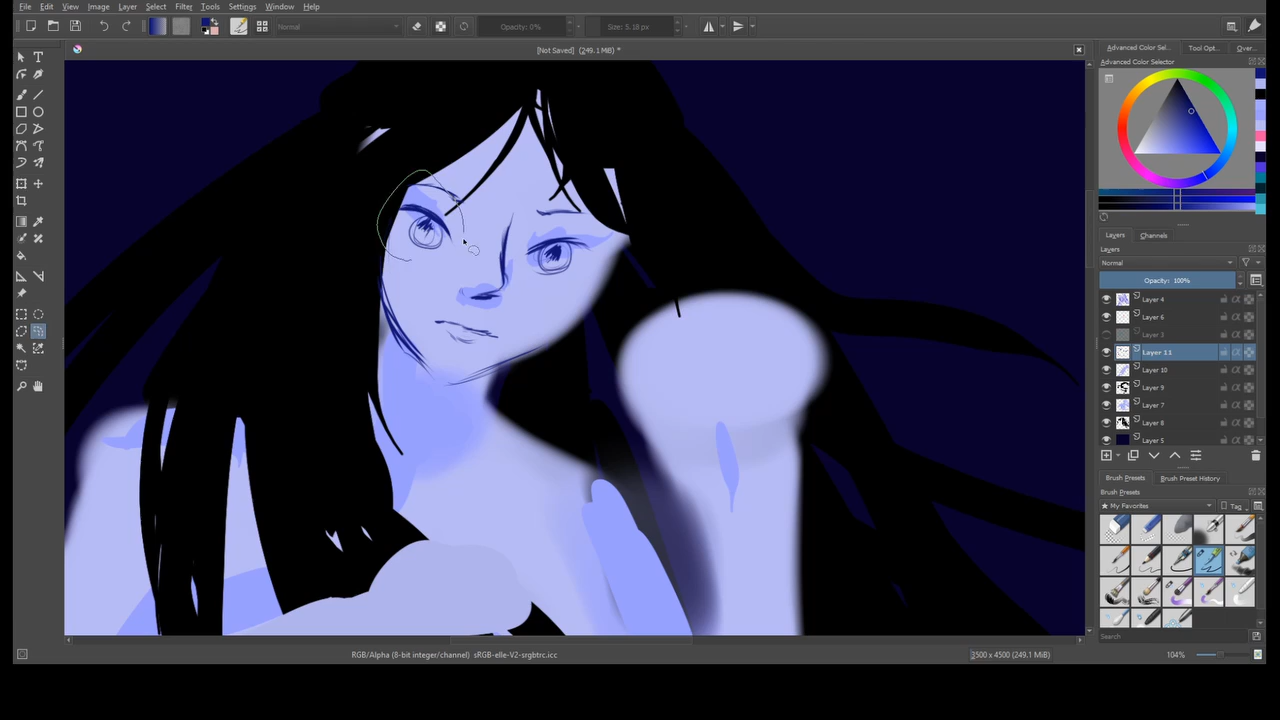 File Edit View Image Layer Select Filter Tools Settings Window Help
Normal Opacity: 0% Size: 5.18 px
[Not Saved] (249.1 MiB) *
Advanced Color Sel... Tool Opt... Over...
Advanced Color Selector
Layers Channels
Layers
Normal
Opacity: 100%
Layer 4
Layer 6
Layer 3
Layer 11
Layer 10
Layer 9
Layer 7
Layer 8
Layer 5
Brush Presets Brush Preset History
Brush Presets
★ My Favorites Tag
Search
RGB/Alpha (8-bit integer/channel) sRGB-elle-V2-srgbtrc.icc 3500 x 4500 (249.1 MiB) 104%